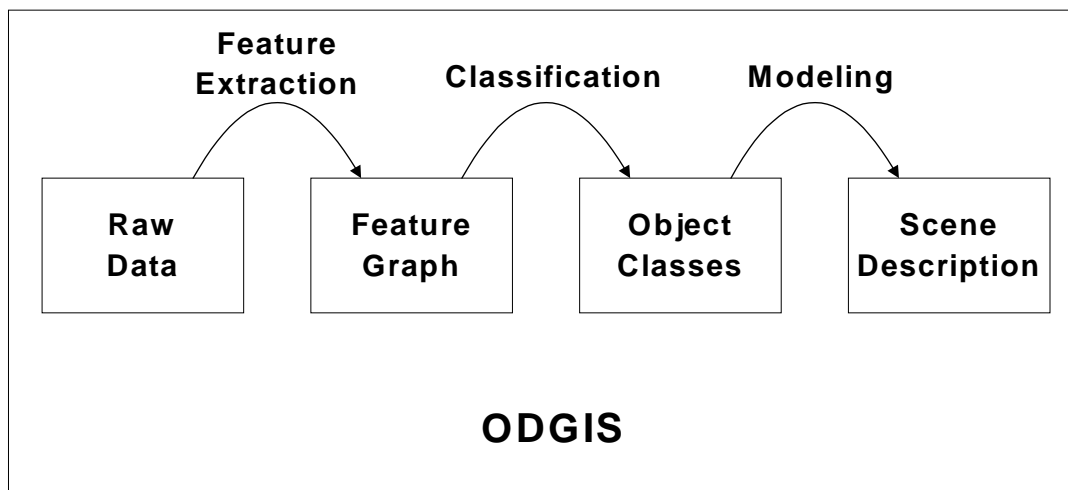 Feature
Extraction
Classification
Modeling
Raw
Data
Feature
Graph
Object
Classes
Scene
Description
ODGIS